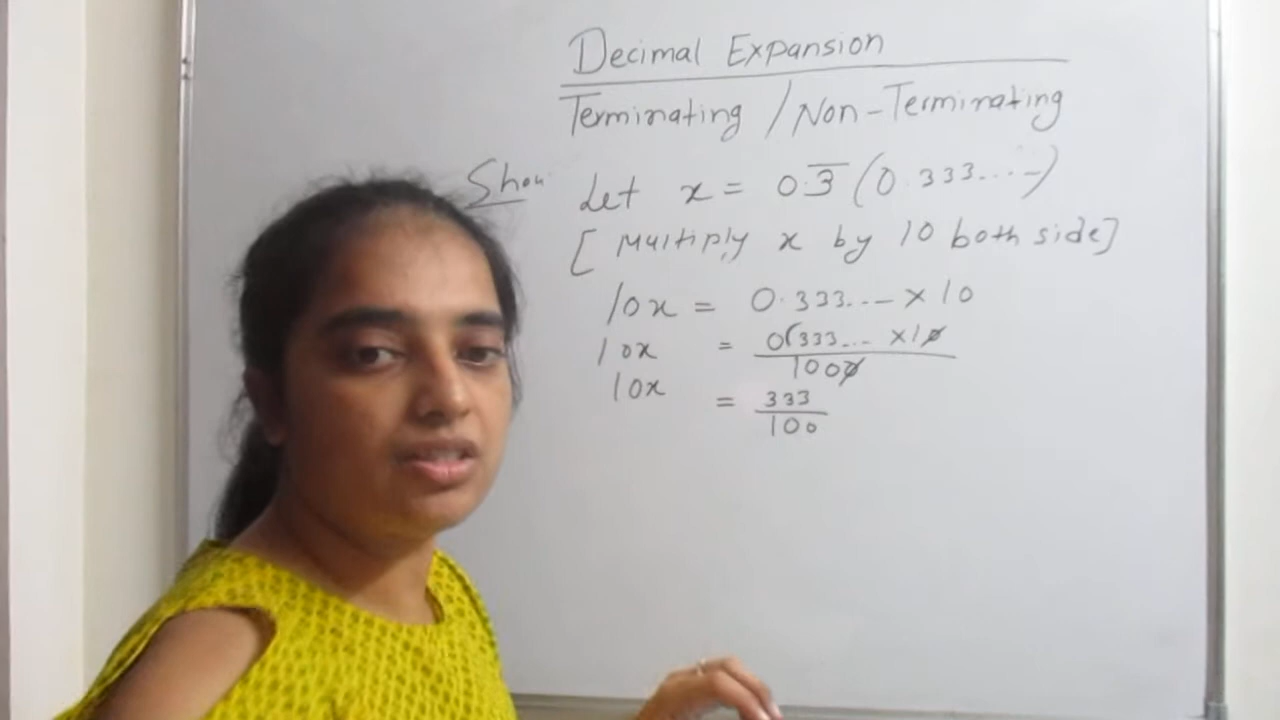 Decimal Expansion
Terminating / Non-Terminating
Show Let x = 0.3̅ (0.333...-)
[ Multiply x by 10 both side]
10x = 0.333...- × 10
10x = 0.333... ×10 / 1000
10x = 333 / 100